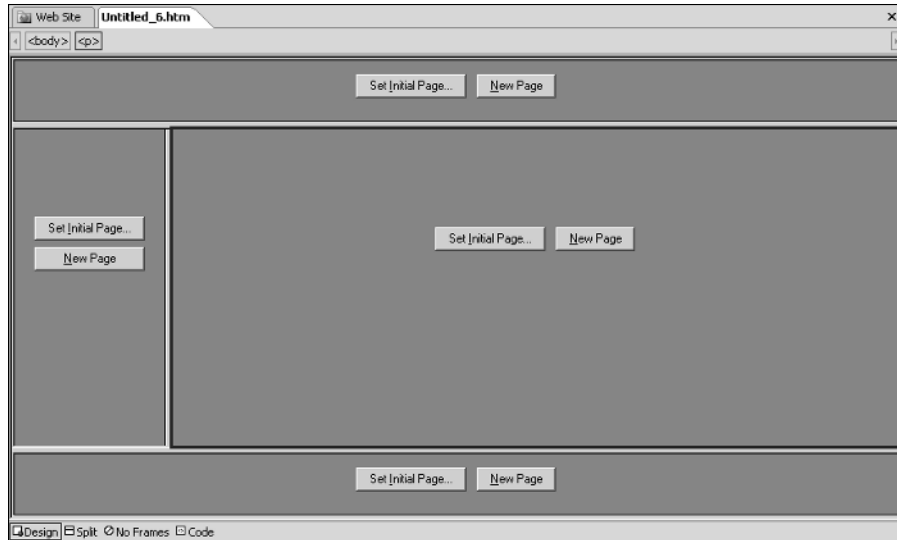 Web Site Untitled_6.htm
<body> <p>
Set Initial Page... New Page
Set Initial Page...
New Page
Set Initial Page... New Page
Set Initial Page... New Page
Design Split No Frames Code